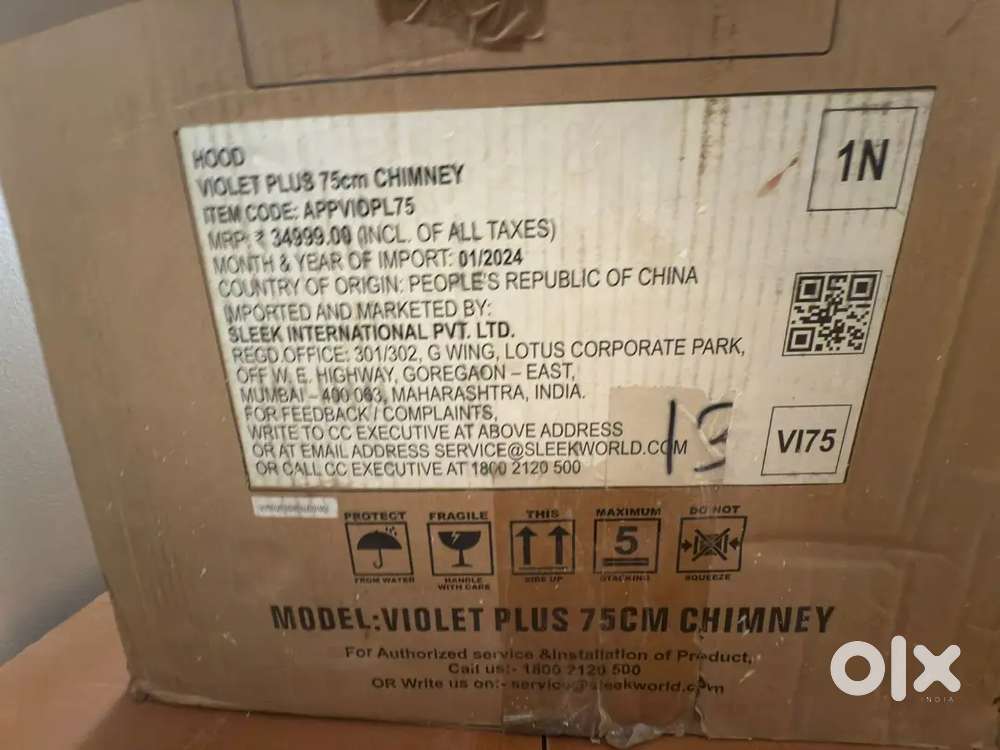 HOOD
VIOLET PLUS 75cm CHIMNEY
ITEM CODE: APPVIOPL75
MRP: ₹ 34999.00 (INCL. OF ALL TAXES)
MONTH & YEAR OF IMPORT: 01/2024
COUNTRY OF ORIGIN: PEOPLE'S REPUBLIC OF CHINA
IMPORTED AND MARKETED BY:
SLEEK INTERNATIONAL PVT. LTD.
REGD.OFFICE: 301/302, G WING, LOTUS CORPORATE PARK,
OFF W. E. HIGHWAY, GOREGAON – EAST,
MUMBAI – 400 063, MAHARASHTRA, INDIA.
FOR FEEDBACK / COMPLAINTS,
WRITE TO CC EXECUTIVE AT ABOVE ADDRESS
OR AT EMAIL ADDRESS SERVICE@SLEEKWORLD.COM
OR CALL CC EXECUTIVE AT 1800 2120 500
1N
VI75
PROTECT
FROM WATER
FRAGILE
HANDLE
WITH CARE
THIS
SIDE UP
MAXIMUM
5
STACKING
DO NOT
SQUEEZE
MODEL:VIOLET PLUS 75CM CHIMNEY
For Authorized service &Installation of Product,
Call us:- 1800 2120 500
OR Write us on:- service@sleekworld.com
olx
INDIA